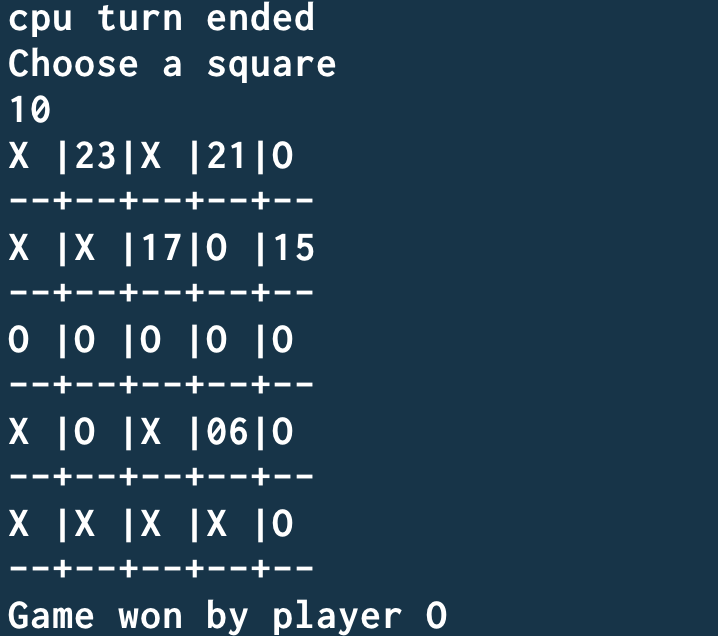 cpu turn ended
Choose a square
10
X |23|X |21|O
--+--+--+--+--
X |X |17|O |15
--+--+--+--+--
O |O |O |O |O
--+--+--+--+--
X |O |X |06|O
--+--+--+--+--
X |X |X |X |O
--+--+--+--+--
Game won by player O